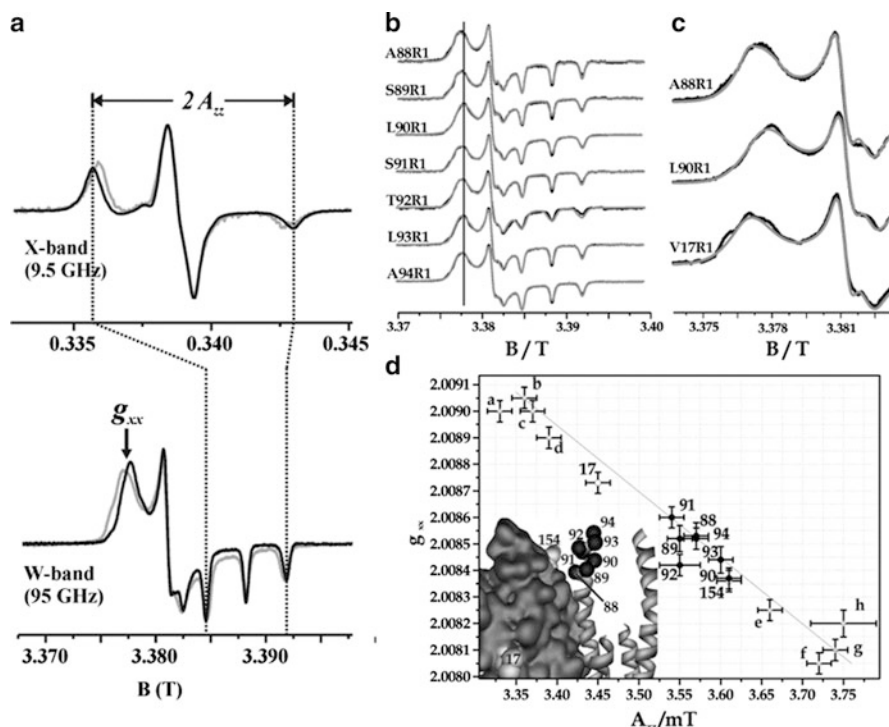 a
2 A_zz
X-band
(9.5 GHz)
0.335 0.340 0.345
g_xx
W-band
(95 GHz)
3.370 3.380 3.390
B (T)
b
A88R1
S89R1
L90R1
S91R1
T92R1
L93R1
A94R1
3.37 3.38 3.39 3.40
B / T
c
A88R1
L90R1
V17R1
3.375 3.378 3.381
B / T
d
2.0091
2.0090
2.0089
2.0088
2.0087
2.0086
2.0085
2.0084
2.0083
2.0082
2.0081
2.0080
g_xx
a
b
c
d
17
91
88
94
89
93
92
90
154
e
h
f
g
94
92
93
154
91
90
89
88
17
3.35 3.40 3.45 3.50 3.55 3.60 3.65 3.70 3.75
A_zz/mT